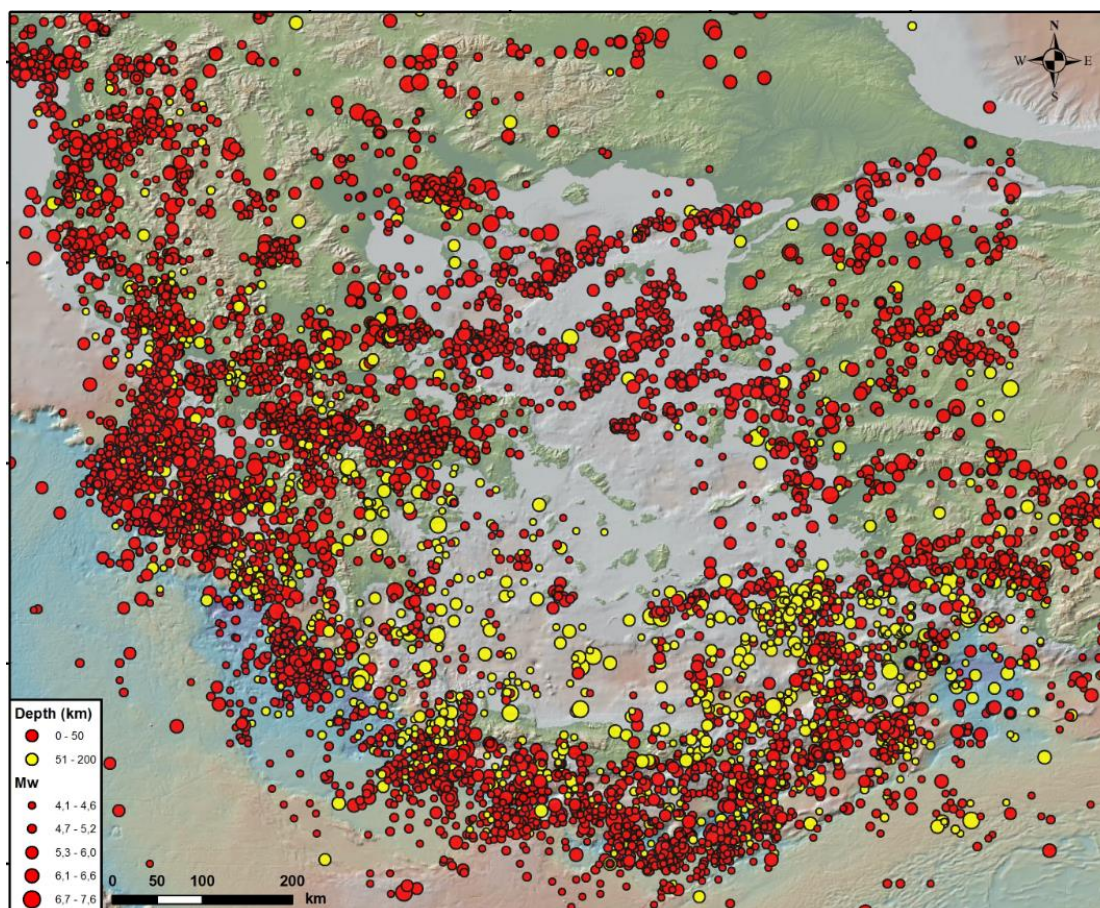 N
W E
S
Depth (km)
0 - 50
51 - 200
Mw
4,1 - 4,6
4,7 - 5,2
5,3 - 6,0
6,1 - 6,6
6,7 - 7,6
0 50 100 200
km